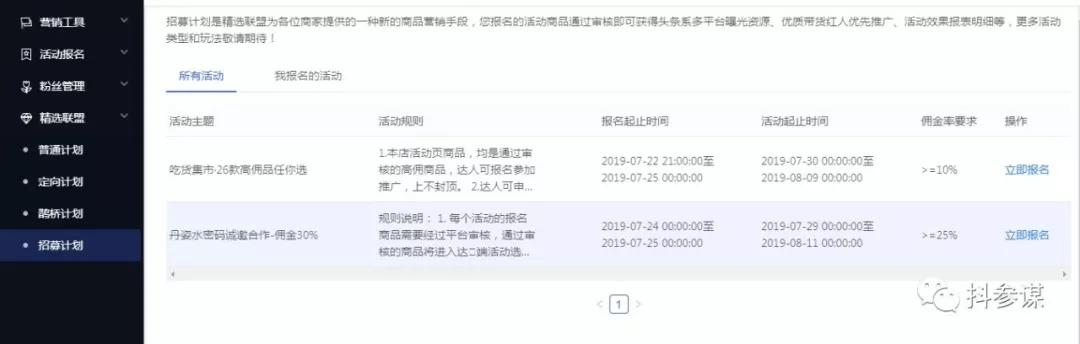 营销工具
活动报名
粉丝管理
精选联盟
普通计划
定向计划
鹊桥计划
招募计划
招募计划是精选联盟为各位商家提供的一种新的商品营销手段，您报名的活动商品通过审核即可获得头条系多平台曝光资源、优质带货红人优先推广、活动效果报表明细等，更多活动
类型和玩法敬请期待！
所有活动 我报名的活动
活动主题 活动规则 报名起止时间 活动起止时间 佣金率要求 操作
吃货集市·26款高佣品任你选
1.本店活动页商品，均是通过审
核的高佣商品，达人可报名参加
推广，上不封顶。 2.达人可申...
2019-07-22 21:00:00至
2019-07-25 00:00:00
2019-07-30 00:00:00至
2019-08-09 00:00:00
>=10%
立即报名
丹姿水密码诚邀合作-佣金30%
规则说明： 1. 每个活动的报名
商品需要经过平台审核，通过审
核的商品将进入达端活动选...
2019-07-24 00:00:00至
2019-07-25 00:00:00
2019-07-29 00:00:00至
2019-08-11 00:00:00
>=25%
立即报名
< 1 >
抖参谋